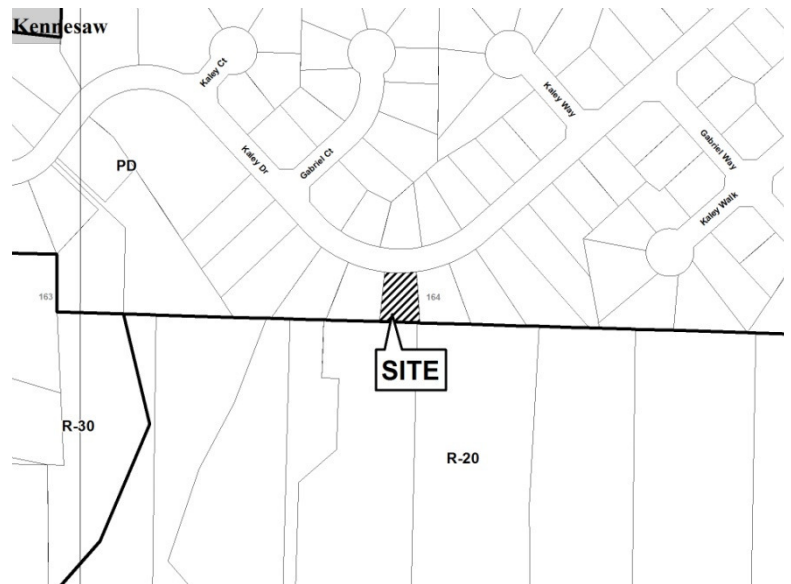 Kennesaw
Kaley Ct
Kaley Way
Gabriel Way
Kaley Dr
Gabriel Ct
PD
Kaley Walk
163
164
SITE
R-30
R-20